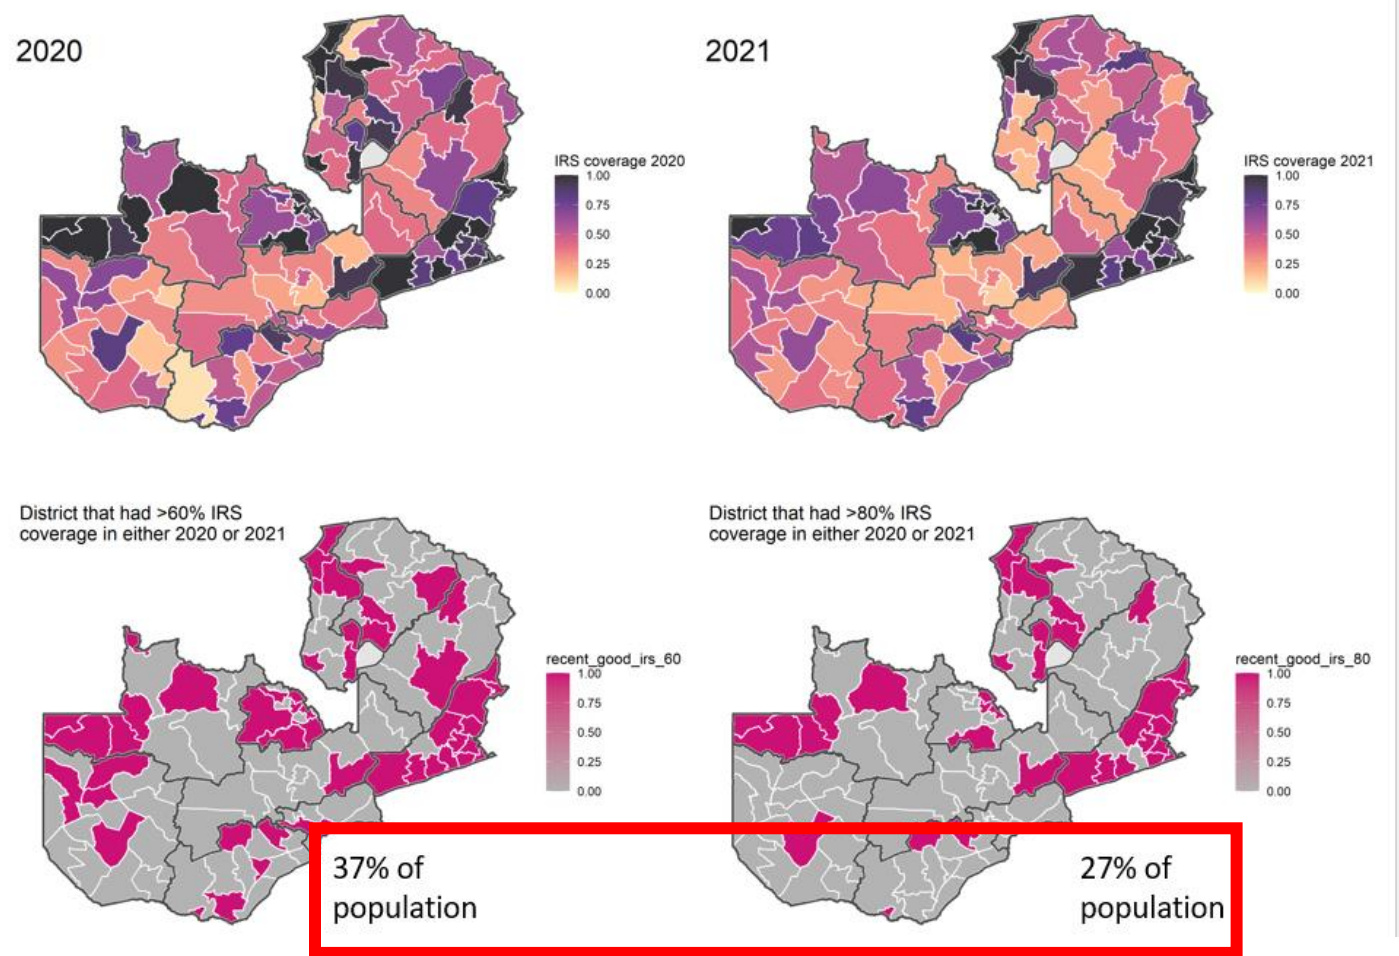 2020
IRS coverage 2020
1.00
0.75
0.50
0.25
0.00
2021
IRS coverage 2021
1.00
0.75
0.50
0.25
0.00
District that had >60% IRS
coverage in either 2020 or 2021
recent_good_irs_60
1.00
0.75
0.50
0.25
0.00
37% of
population
District that had >80% IRS
coverage in either 2020 or 2021
recent_good_irs_80
1.00
0.75
0.50
0.25
0.00
27% of
population